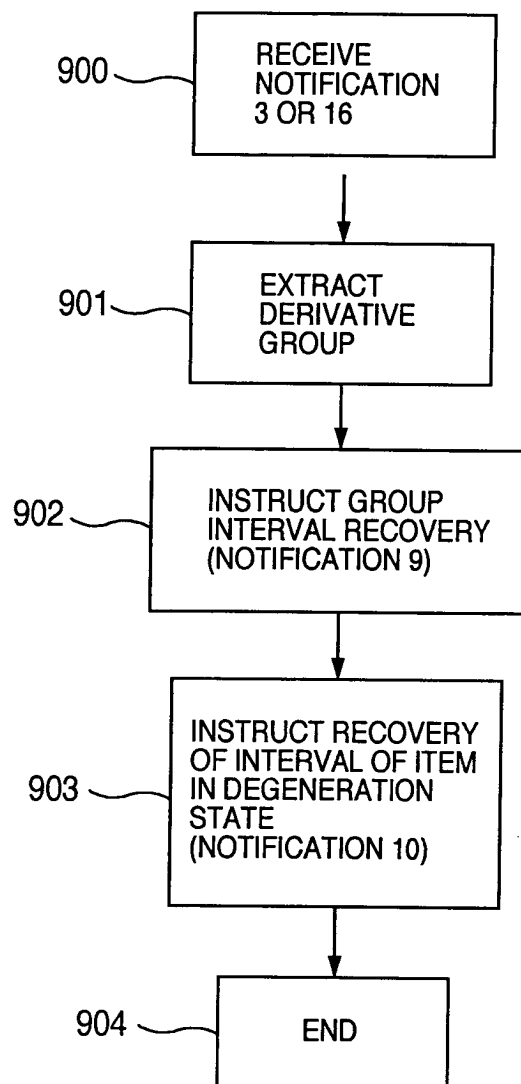 900
RECEIVE
NOTIFICATION
3 OR 16
901
EXTRACT
DERIVATIVE
GROUP
902
INSTRUCT GROUP
INTERVAL RECOVERY
(NOTIFICATION 9)
903
INSTRUCT RECOVERY
OF INTERVAL OF ITEM
IN DEGENERATION
STATE
(NOTIFICATION 10)
904
END